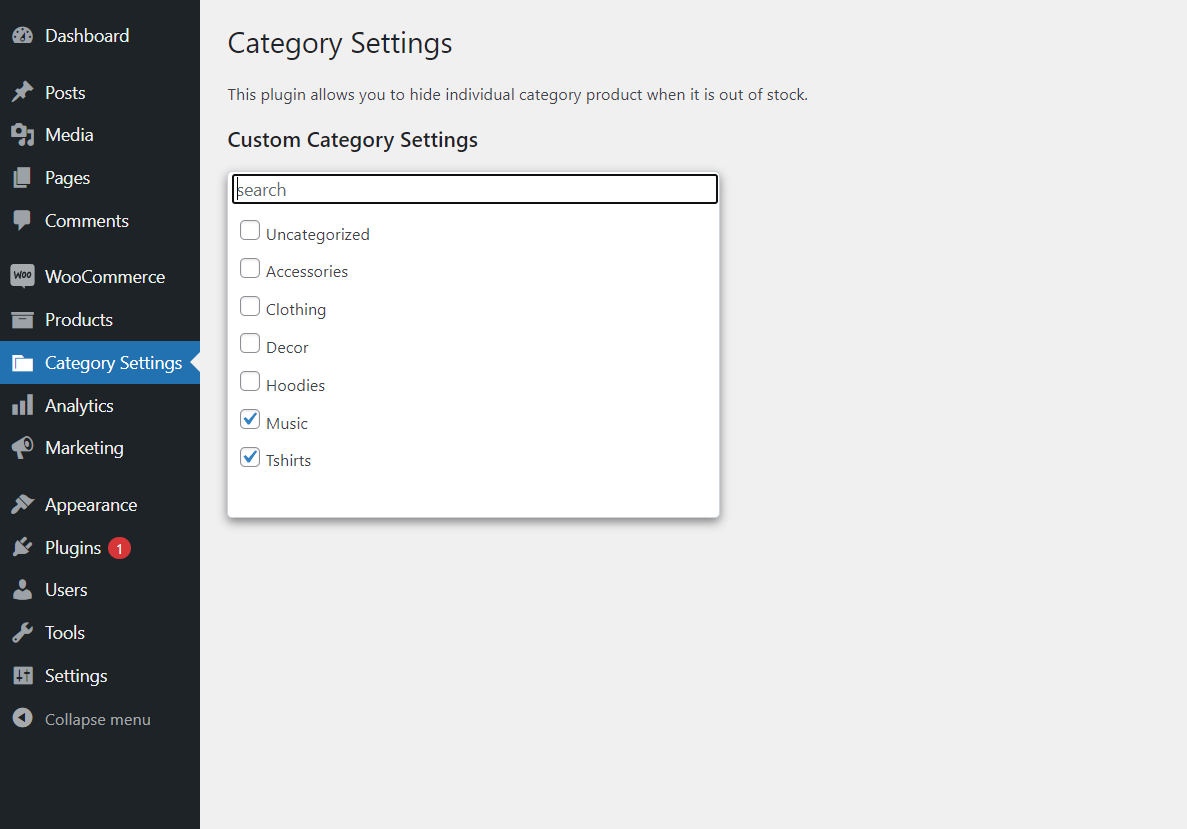 Dashboard
Posts
Media
Pages
Comments
Woo
WooCommerce
Products
Category Settings
Analytics
Marketing
Appearance
Plugins 1
Users
Tools
Settings
Collapse menu
Category Settings
This plugin allows you to hide individual category product when it is out of stock.
Custom Category Settings
search
Uncategorized
Accessories
Clothing
Decor
Hoodies
Music
Tshirts